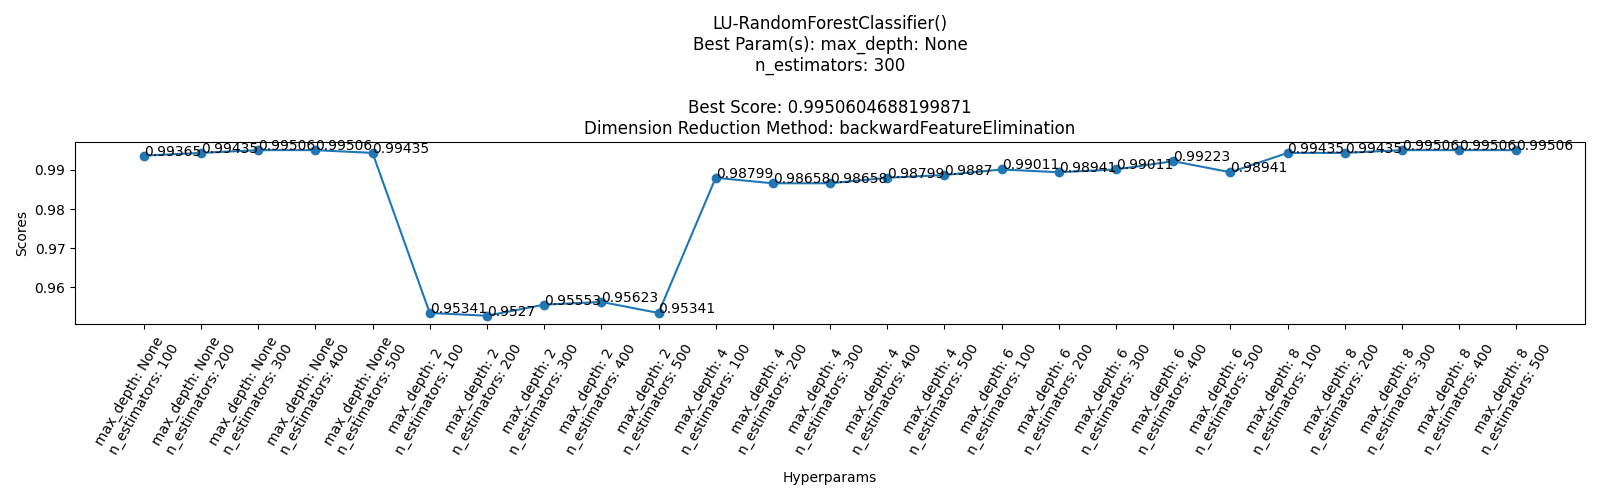 LU-RandomForestClassifier()
Best Param(s): max_depth: None
n_estimators: 300
Best Score: 0.9950604688199871
Dimension Reduction Method: backwardFeatureElimination
Scores
0.99
0.98
0.97
0.96
0.99365
0.99435
0.99506
0.99506
0.99435
0.95341
0.9527
0.95553
0.95623
0.95341
0.98799
0.98658
0.98658
0.98799
0.9887
0.99011
0.98941
0.99011
0.99223
0.98941
0.99435
0.99435
0.99506
0.99506
0.99506
max_depth: None
n_estimators: 100
max_depth: None
n_estimators: 200
max_depth: None
n_estimators: 300
max_depth: None
n_estimators: 400
max_depth: None
n_estimators: 500
max_depth: 2
n_estimators: 100
max_depth: 2
n_estimators: 200
max_depth: 2
n_estimators: 300
max_depth: 2
n_estimators: 400
max_depth: 2
n_estimators: 500
max_depth: 4
n_estimators: 100
max_depth: 4
n_estimators: 200
max_depth: 4
n_estimators: 300
max_depth: 4
n_estimators: 400
max_depth: 4
n_estimators: 500
max_depth: 6
n_estimators: 100
max_depth: 6
n_estimators: 200
max_depth: 6
n_estimators: 300
max_depth: 6
n_estimators: 400
max_depth: 6
n_estimators: 500
max_depth: 8
n_estimators: 100
max_depth: 8
n_estimators: 200
max_depth: 8
n_estimators: 300
max_depth: 8
n_estimators: 400
max_depth: 8
n_estimators: 500
Hyperparams